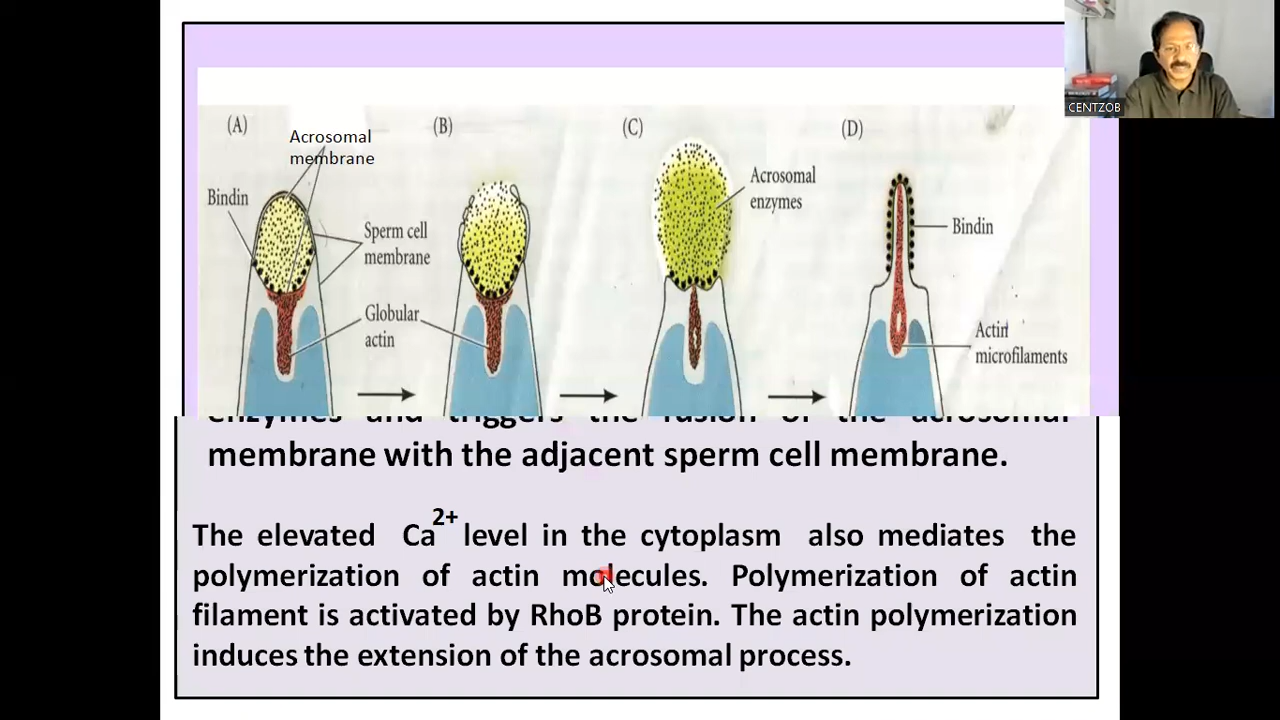 (A)
Acrosomal
membrane
(B)
(C)
(D)
Bindin
Sperm cell
membrane
Globular
actin
Acrosomal
enzymes
Bindin
Actin
microfilaments
CENTZOB
enzymes and triggers the fusion of the acrosomal
membrane with the adjacent sperm cell membrane.
The elevated Ca2+ level in the cytoplasm also mediates the
polymerization of actin molecules. Polymerization of actin
filament is activated by RhoB protein. The actin polymerization
induces the extension of the acrosomal process.